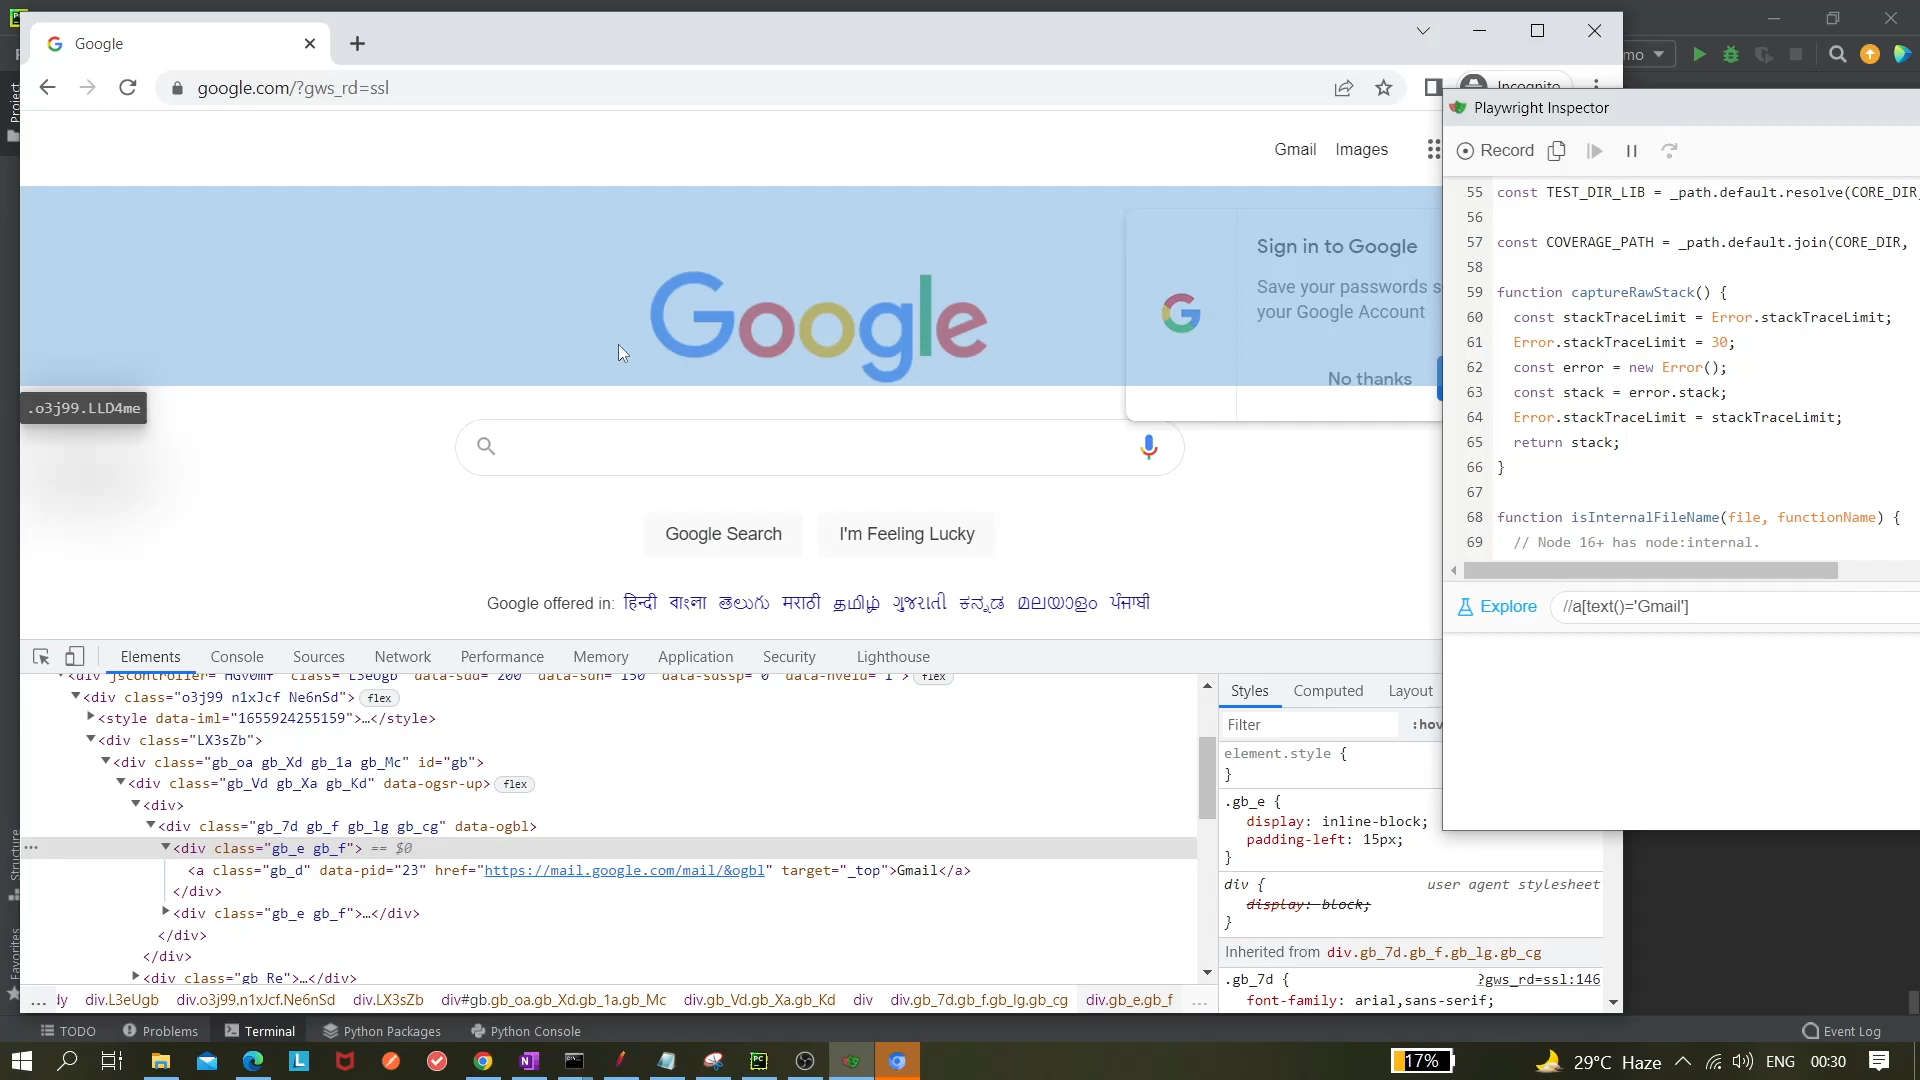 Google
google.com/?gws_rd=ssl
Incognito
Gmail Images
Sign in to Google
Save your passwords s
your Google Account
No thanks
Google
.o3j99.LLD4me
Google Search
I'm Feeling Lucky
Google offered in: हिन्दी বাংলা తెలుగు मराठी தமிழ் ગુજરાતી ಕನ್ನಡ മലയാളം ਪੰਜਾਬੀ
Elements Console Sources Network Performance Memory Application Security Lighthouse
<div class="o3j99 n1xJcf Ne6nSd"> flex
<style data-iml="1655924255159">…</style>
<div class="LX3sZb">
<div class="gb_oa gb_Xd gb_1a gb_Mc" id="gb">
<div class="gb_Vd gb_Xa gb_Kd" data-ogsr-up> flex
<div>
<div class="gb_7d gb_f gb_lg gb_cg" data-ogbl>
<div class="gb_e gb_f"> == $0
<a class="gb_d" data-pid="23" href="https://mail.google.com/mail/&ogbl" target="_top">Gmail</a>
</div>
<div class="gb_e gb_f">…</div>
</div>
</div>
<div class="gb_Re">…</div>
... dy div.L3eUgb div.o3j99.n1xJcf.Ne6nSd div.LX3sZb div#gb.gb_oa.gb_Xd.gb_1a.gb_Mc div.gb_Vd.gb_Xa.gb_Kd div div.gb_7d.gb_f.gb_lg.gb_cg div.gb_e.gb_f ...
Styles Computed Layout
Filter :hov
element.style {
}
.gb_e {
display: inline-block;
padding-left: 15px;
}
div { user agent stylesheet
display: block;
}
Inherited from div.gb_7d.gb_f.gb_lg.gb_cg
.gb_7d { ?gws_rd=ssl:146
font-family: arial,sans-serif;
Playwright Inspector
Record
55 const TEST_DIR_LIB = _path.default.resolve(CORE_DIR
56
57 const COVERAGE_PATH = _path.default.join(CORE_DIR,
58
59 function captureRawStack() {
60 const stackTraceLimit = Error.stackTraceLimit;
61 Error.stackTraceLimit = 30;
62 const error = new Error();
63 const stack = error.stack;
64 Error.stackTraceLimit = stackTraceLimit;
65 return stack;
66 }
67
68 function isInternalFileName(file, functionName) {
69 // Node 16+ has node:internal.
Explore //a[text()='Gmail']
mo
Project
Structure
Favorites
TODO Problems Terminal Python Packages Python Console Event Log
17% 29°C Haze ENG 00:30